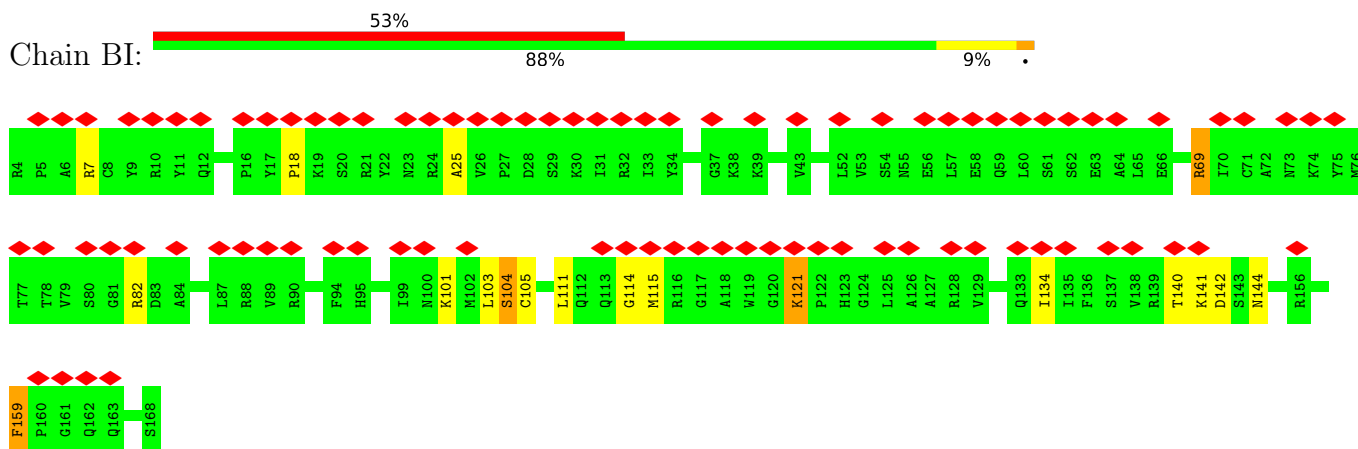 53%
Chain BI:
88% 9% •
R4 P5 A6 R7 C8 Y9 R10 Y11 Q12 P16 Y17 P18 K19 S20 R21 Y22 N23 R24 A25 V26 P27 D28 S29 K30 I31 R32 I33 Y34 G37 K38 K39 V43 L52 V53 S54 N55 E56 L57 E58 Q59 L60 S61 S62 E63 A64 L65 E66 R69 I70 C71 A72 N73 K74 Y75 M76
T77 T78 V79 S80 G81 R82 D83 A84 L87 R88 V89 R90 F94 H95 I99 N100 K101 M102 L103 S104 C105 L111 Q112 Q113 G114 M115 R116 G117 A118 W119 G120 K121 P122 H123 G124 L125 A126 A127 R128 V129 Q133 I134 I135 F136 S137 V138 R139 T140 K141 D142 S143 N144 R156
F159 P160 G161 Q162 Q163 S168